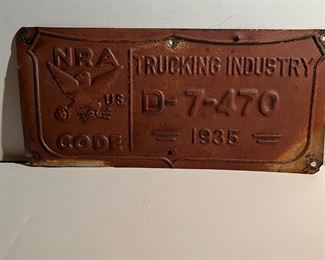 NRA
U.S.
CODE
TRUCKING INDUSTRY
D-7-470
1935